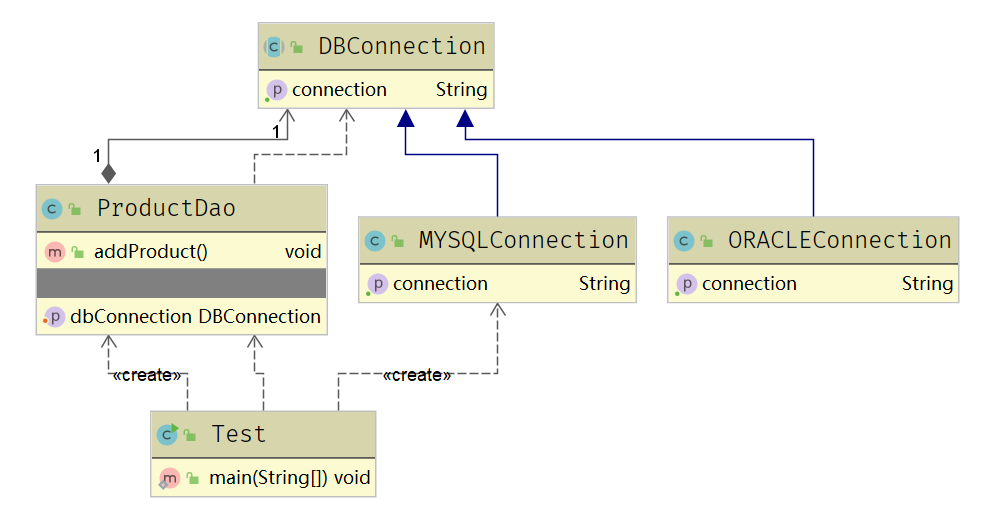 DBConnection
connection String
1
1
ProductDao
addProduct() void
dbConnection DBConnection
MYSQLConnection
connection String
ORACLEConnection
connection String
«create»
«create»
Test
main(String[]) void